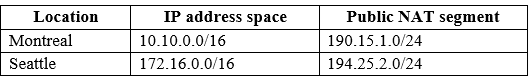 Location IP address space Public NAT segment
Montreal 10.10.0.0/16 190.15.1.0/24
Seattle 172.16.0.0/16 194.25.2.0/24